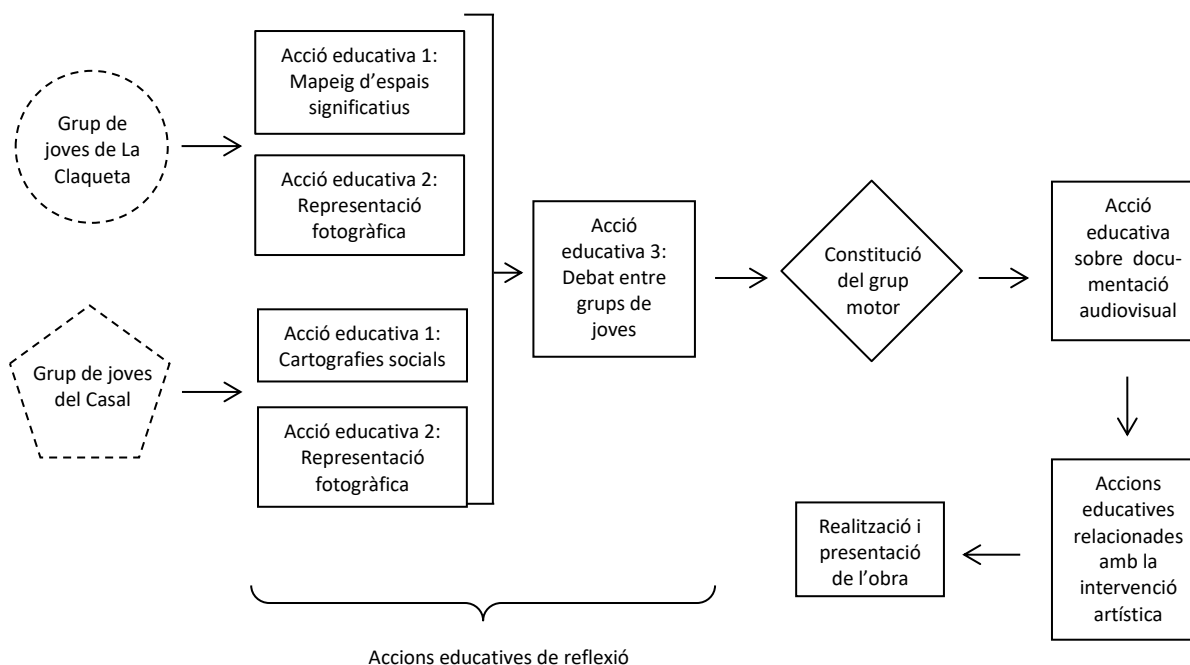 Grup de
joves de La
Claqueta
Acció educativa 1:
Mapeig d’espais
significatius
Acció educativa 2:
Representació
fotogràfica
Grup de joves
del Casal
Acció educativa 1:
Cartografies socials
Acció educativa 2:
Representació
fotogràfica
Acció
educativa 3:
Debat entre
grups de
joves
Constitució
del grup
motor
Acció
educativa
sobre docu-
mentació
audiovisual
Accions
educatives
relacionades
amb la
intervenció
artística
Realització i
presentació
de l’obra
Accions educatives de reflexió